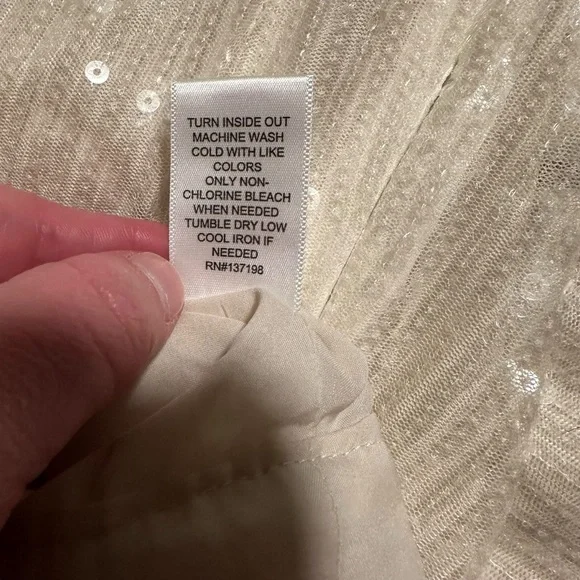 TURN INSIDE OUT
MACHINE WASH
COLD WITH LIKE
COLORS
ONLY NON-
CHLORINE BLEACH
WHEN NEEDED
TUMBLE DRY LOW
COOL IRON IF
NEEDED
RN#137198